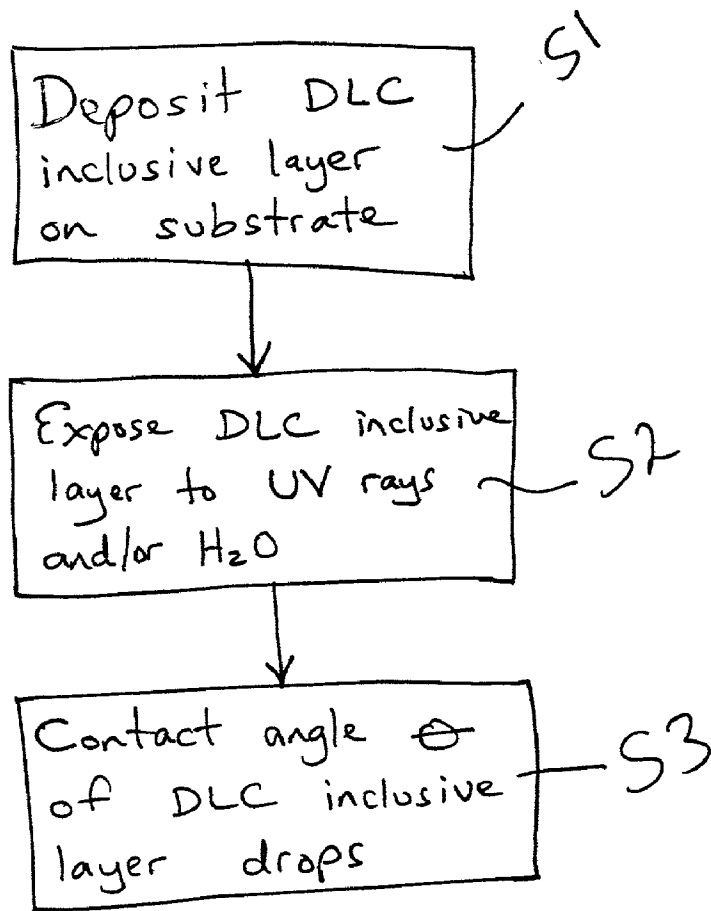 S1
Deposit DLC
inclusive layer
on substrate
Expose DLC inclusive
layer to UV rays
and/or H₂O
S2
Contact angle θ
of DLC inclusive
layer drops
S3